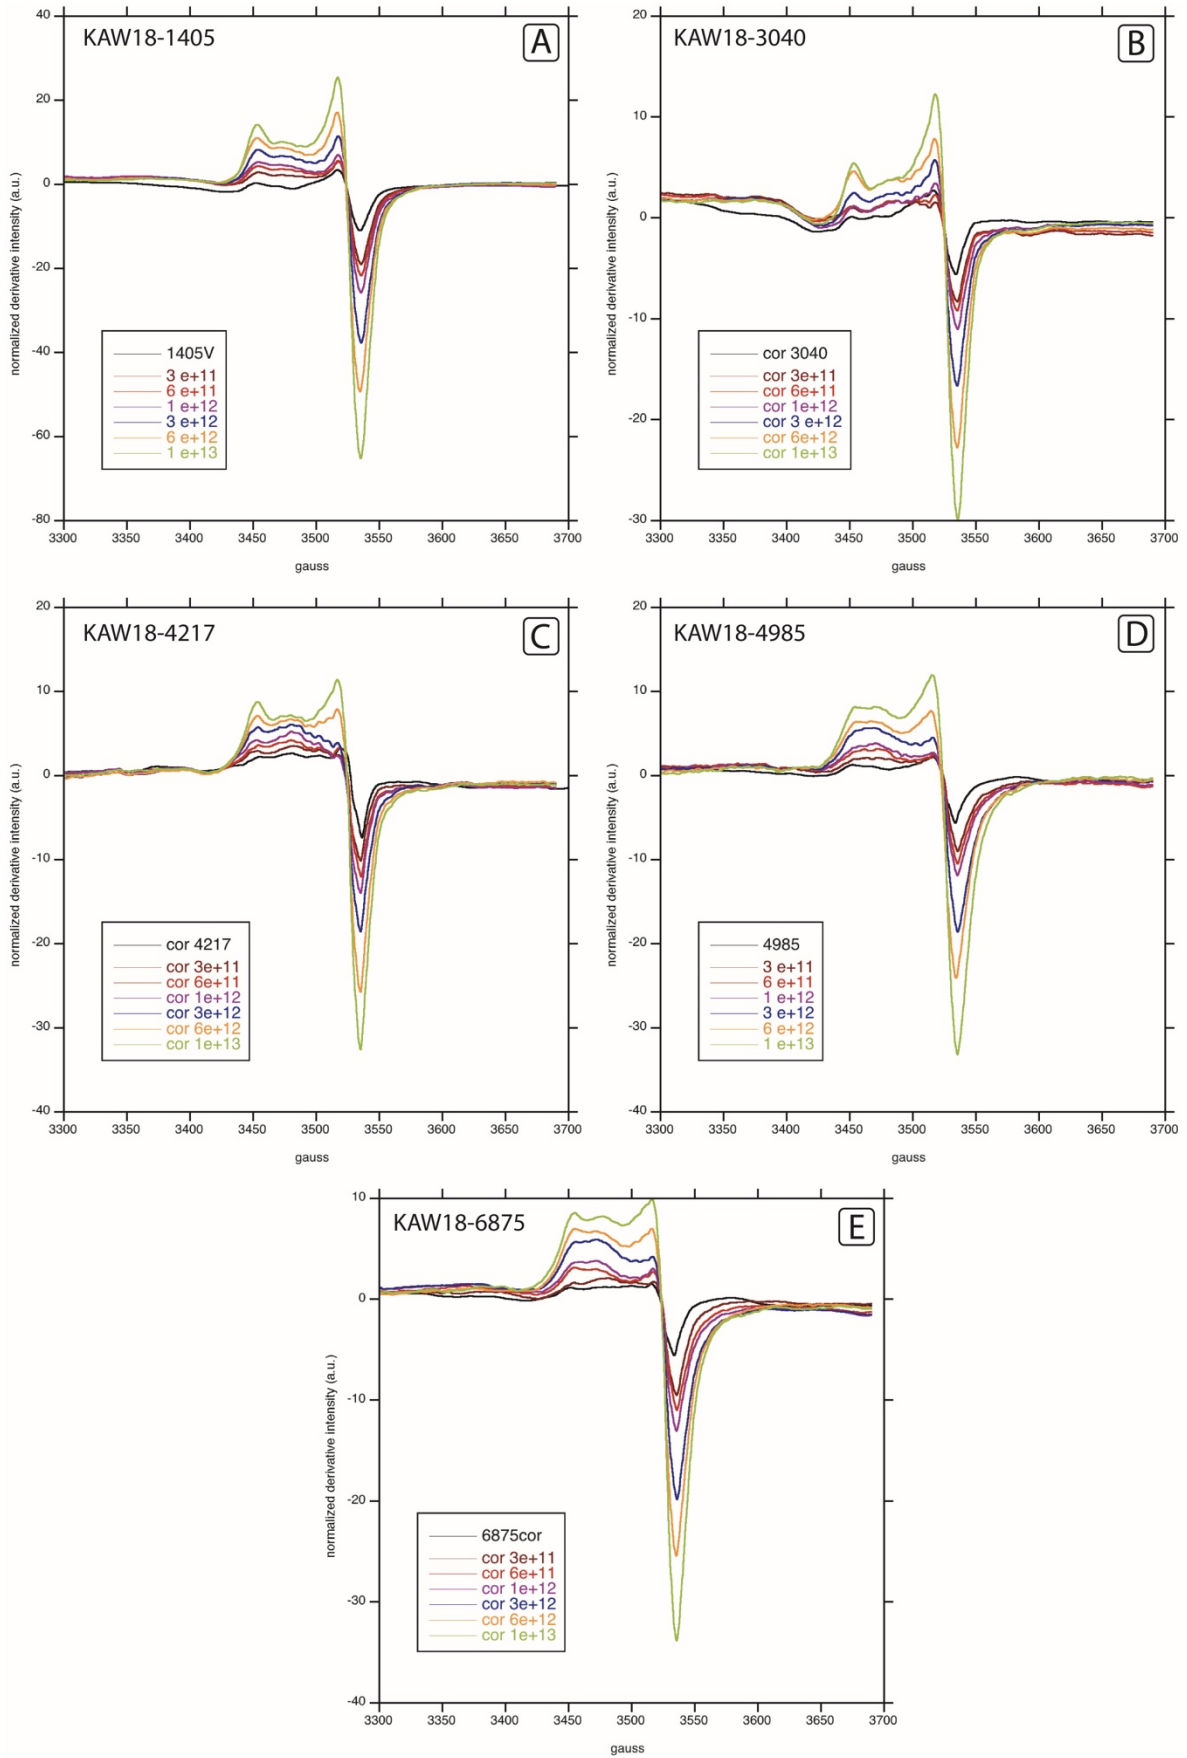 KAW18-1405
A
40
20
0
-20
-40
-60
-80
normalized derivative intensity (a.u.)
1405V
3 e+11
6 e+11
1 e+12
3 e+12
6 e+12
1 e+13
3300 3350 3400 3450 3500 3550 3600 3650 3700
gauss
KAW18-3040
B
20
10
0
-10
-20
-30
normalized derivative intensity (a.u.)
cor 3040
cor 3e+11
cor 6e+11
cor 1e+12
cor 3 e+12
cor 6e+12
cor 1e+13
3300 3350 3400 3450 3500 3550 3600 3650 3700
gauss
KAW18-4217
C
20
10
0
-10
-20
-30
-40
normalized derivative intensity (a.u.)
cor 4217
cor 3e+11
cor 6e+11
cor 1e+12
cor 3e+12
cor 6e+12
cor 1e+13
3300 3350 3400 3450 3500 3550 3600 3650 3700
gauss
KAW18-4985
D
20
10
0
-10
-20
-30
-40
normalized derivative intensity (a.u.)
4985
3 e+11
6 e+11
1 e+12
3 e+12
6 e+12
1 e+13
3300 3350 3400 3450 3500 3550 3600 3650 3700
gauss
KAW18-6875
E
10
0
-10
-20
-30
-40
normalized derivative intensity (a.u.)
6875cor
cor 3e+11
cor 6e+11
cor 1e+12
cor 3e+12
cor 6e+12
cor 1e+13
3300 3350 3400 3450 3500 3550 3600 3650 3700
gauss